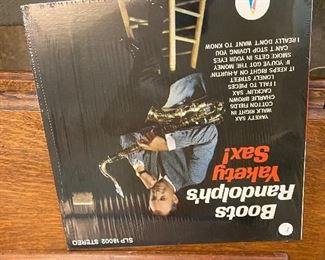 SLP 18002 STEREO
Boots
Randolph's
Yakety
Sax!
YAKETY SAX
WALK RIGHT IN
COTTON FIELDS
CHARLIE BROWN
CACKLIN' SAX
I FALL TO PIECES
LONELY STREET
IT KEEPS RIGHT ON A-HURTIN'
IF YOU'VE GOT THE MONEY
SMOKE GETS IN YOUR EYES
CAN'T STOP LOVING YOU
I REALLY DON'T WANT TO KNOW